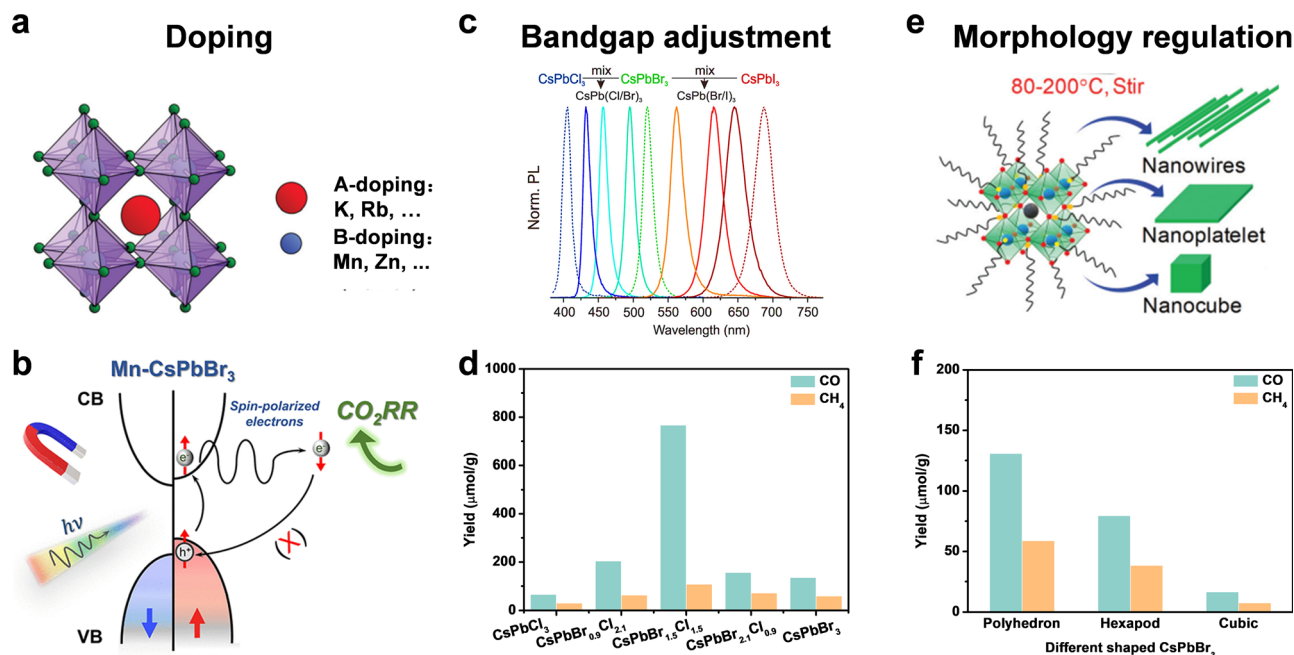 a
Doping
A-doping:
K, Rb, ...
B-doping:
Mn, Zn, ...
b
Mn-CsPbBr₃
CB
Spin-polarized
electrons
CO₂RR
e⁻
e⁻
hν
h⁺
(X)
VB
c
Bandgap adjustment
CsPbCl₃ mix CsPbBr₃ mix CsPbI₃
CsPb(Cl/Br)₃ CsPb(Br/I)₃
Norm. PL
400 450 500 550 600 650 700 750
Wavelength (nm)
d
CO
CH₄
Yield (μmol/g)
1000
800
600
400
200
0
CsPbCl₃
CsPbBr₀.₉Cl₂.₁
CsPbBr₁.₅Cl₁.₅
CsPbBr₂.₁Cl₀.₉
CsPbBr₃
e
Morphology regulation
80-200°C, Stir
Nanowires
Nanoplatelet
Nanocube
f
CO
CH₄
Yield (μmol/g)
200
150
100
50
0
Polyhedron Hexapod Cubic
Different shaped CsPbBr₃